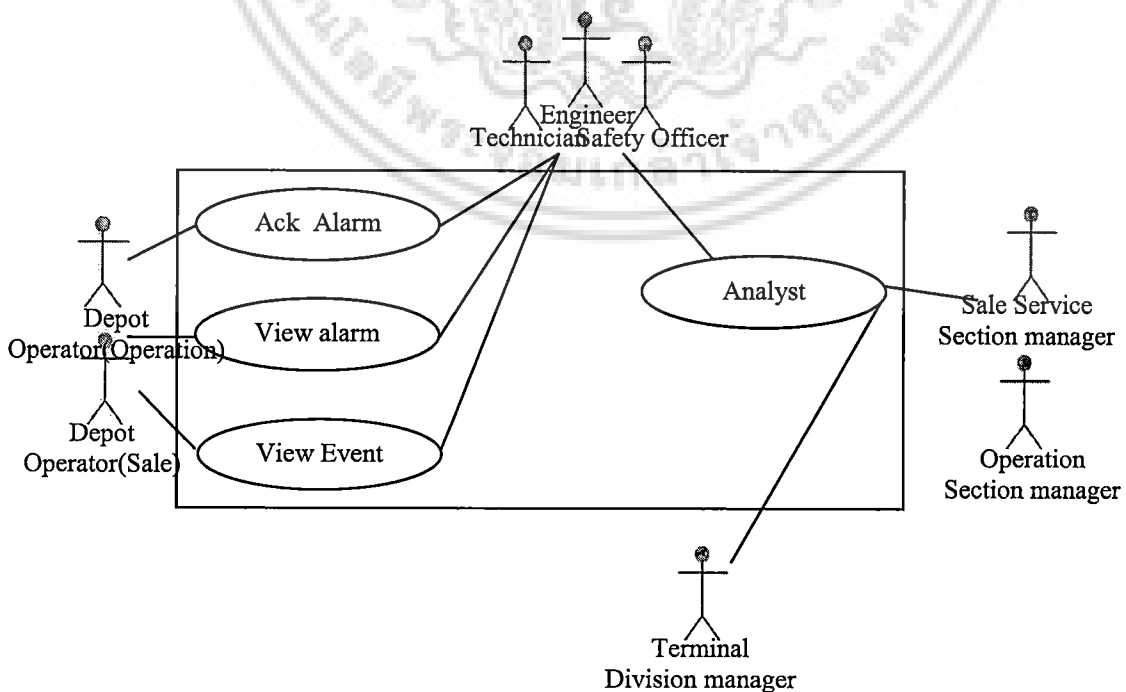 Engineer
Technician Safety Officer
Ack Alarm
Analyst
Depot
Operator(Operation)
View alarm
Sale Service
Section manager
Depot
Operator(Sale)
View Event
Operation
Section manager
Terminal
Division manager